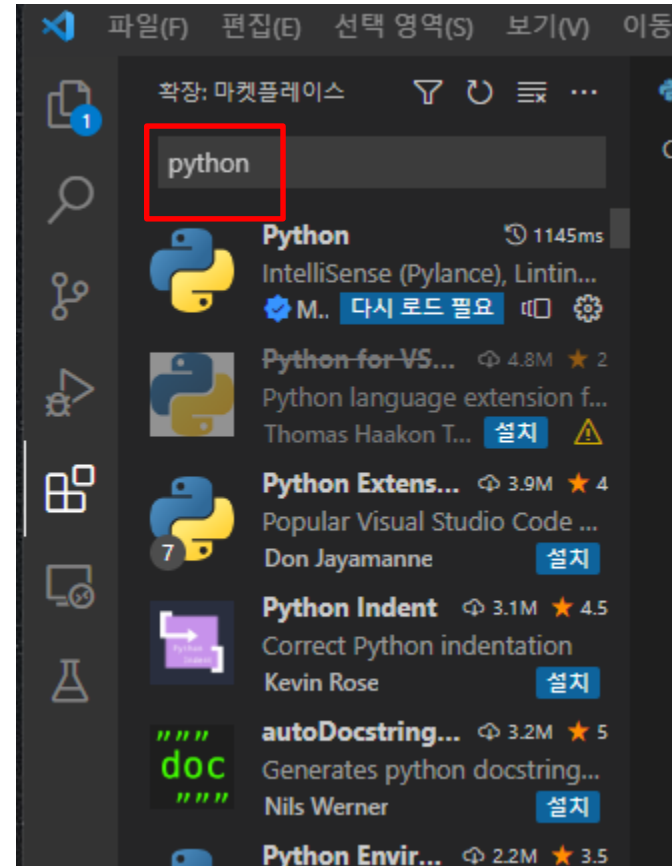 파일(F) 편집(E) 선택 영역(S) 보기(V) 이동
1
확장: 마켓플레이스
python
Python 1145ms
IntelliSense (Pylance), Lintin...
M.. 다시 로드 필요
Python for VS... 4.8M 2
Python language extension f...
Thomas Haakon T... 설치
Python Extens... 3.9M 4
Popular Visual Studio Code ...
7
Don Jayamanne 설치
Python Indent 3.1M 4.5
Correct Python indentation
Kevin Rose 설치
autoDocstring... 3.2M 5
Generates python docstring...
Nils Werner 설치
""" doc """
Python Envir... 2.2M 3.5